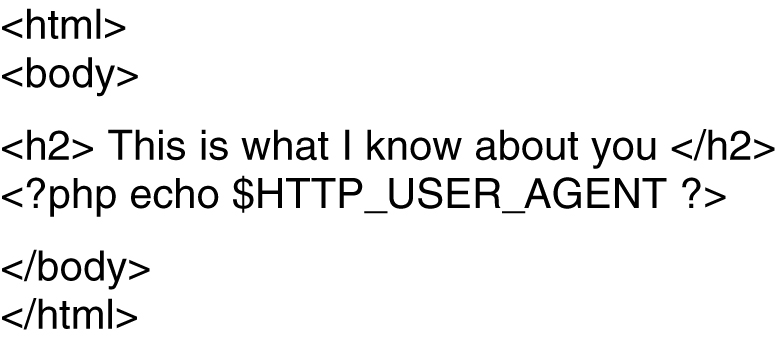 <html>
<body>
<h2> This is what I know about you </h2>
<?php echo $HTTP_USER_AGENT ?>
</body>
</html>